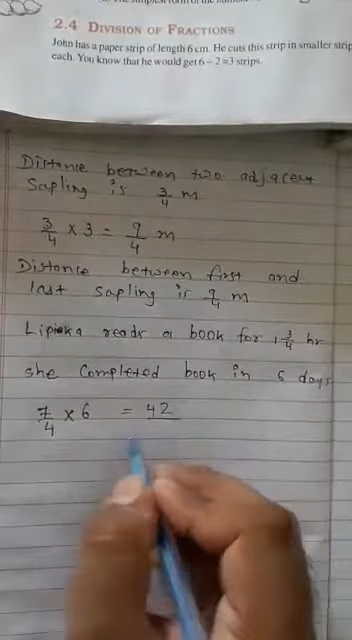 2.4 DIVISION OF FRACTIONS
John has a paper strip of length 6 cm. He cuts this strip in smaller strip
each. You know that he would get 6 ÷ 2 = 3 strips.
Distance between two adjacent
sapling is 3/4 m
3/4 × 3 = 9/4 m
Distance between first and
last sapling is 9/4 m
Lipika reads a book for 1 3/4 hr
she completed book in 6 days
7/4 × 6 = 42